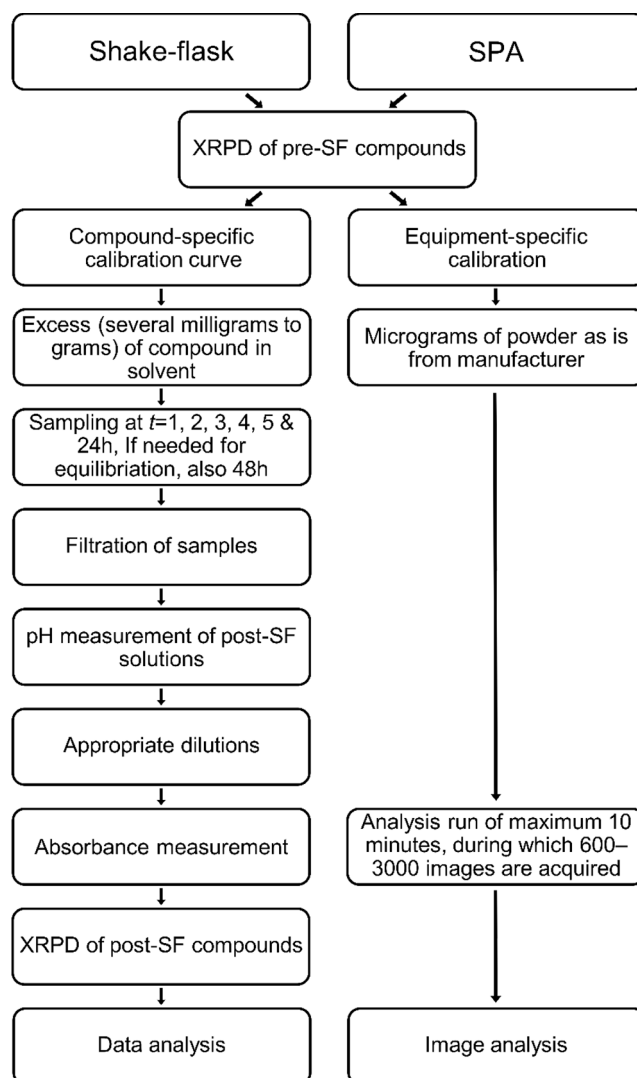 Shake-flask
SPA
XRPD of pre-SF compounds
Compound-specific
calibration curve
Equipment-specific
calibration
Excess (several milligrams to
grams) of compound in
solvent
Micrograms of powder as is
from manufacturer
Sampling at t=1, 2, 3, 4, 5 &
24h, If needed for
equilibriation, also 48h
Filtration of samples
pH measurement of post-SF
solutions
Appropriate dilutions
Absorbance measurement
Analysis run of maximum 10
minutes, during which 600–
3000 images are acquired
XRPD of post-SF compounds
Data analysis
Image analysis